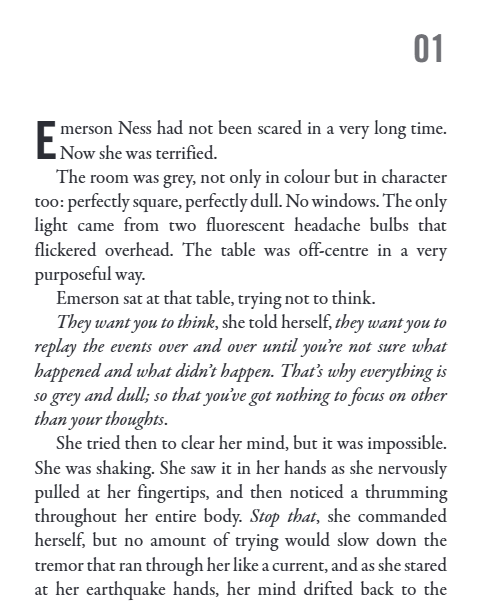 01
Emerson Ness had not been scared in a very long time.
Now she was terrified.
The room was grey, not only in colour but in character
too: perfectly square, perfectly dull. No windows. The only
light came from two fluorescent headache bulbs that
flickered overhead. The table was off-centre in a very
purposeful way.
Emerson sat at that table, trying not to think.
They want you to think, she told herself, they want you to
replay the events over and over until you're not sure what
happened and what didn't happen. That's why everything is
so grey and dull; so that you've got nothing to focus on other
than your thoughts.
She tried then to clear her mind, but it was impossible.
She was shaking. She saw it in her hands as she nervously
pulled at her fingertips, and then noticed a thrumming
throughout her entire body. Stop that, she commanded
herself, but no amount of trying would slow down the
tremor that ran through her like a current, and as she stared
at her earthquake hands, her mind drifted back to the